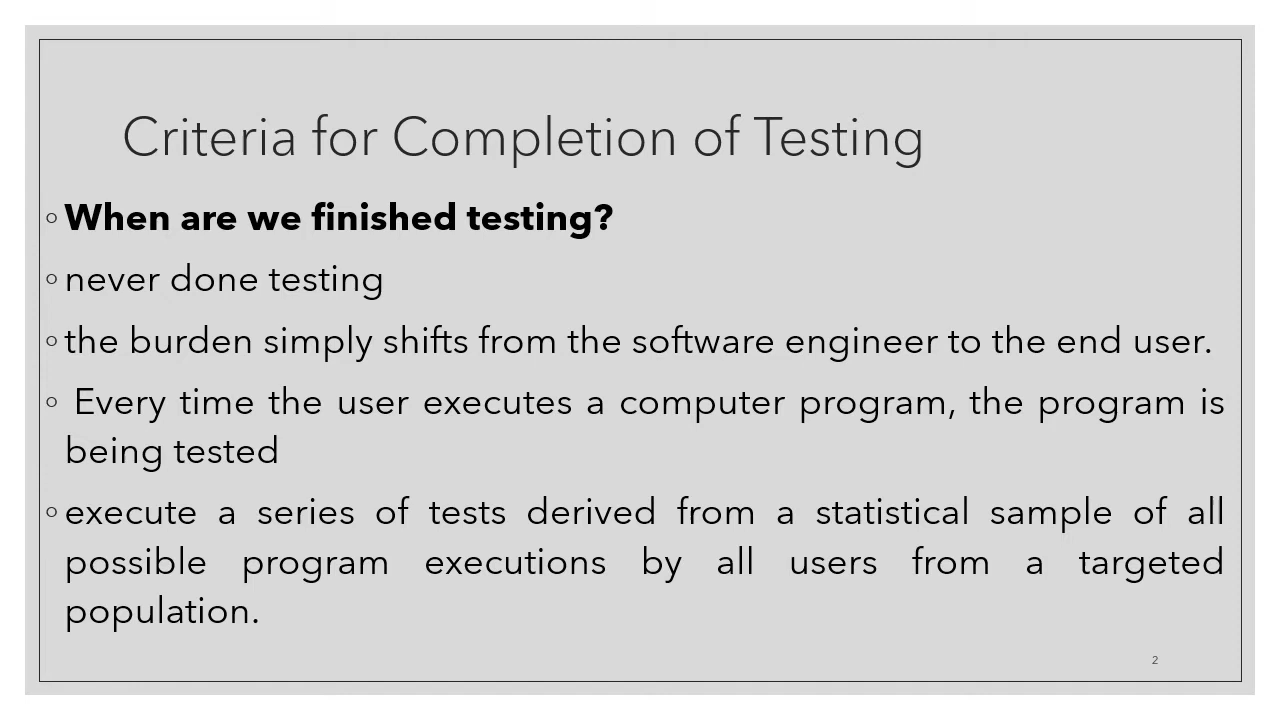 Criteria for Completion of Testing
◦ When are we finished testing?
◦ never done testing
◦ the burden simply shifts from the software engineer to the end user.
◦ Every time the user executes a computer program, the program is
being tested
◦ execute a series of tests derived from a statistical sample of all
possible program executions by all users from a targeted
population.
2